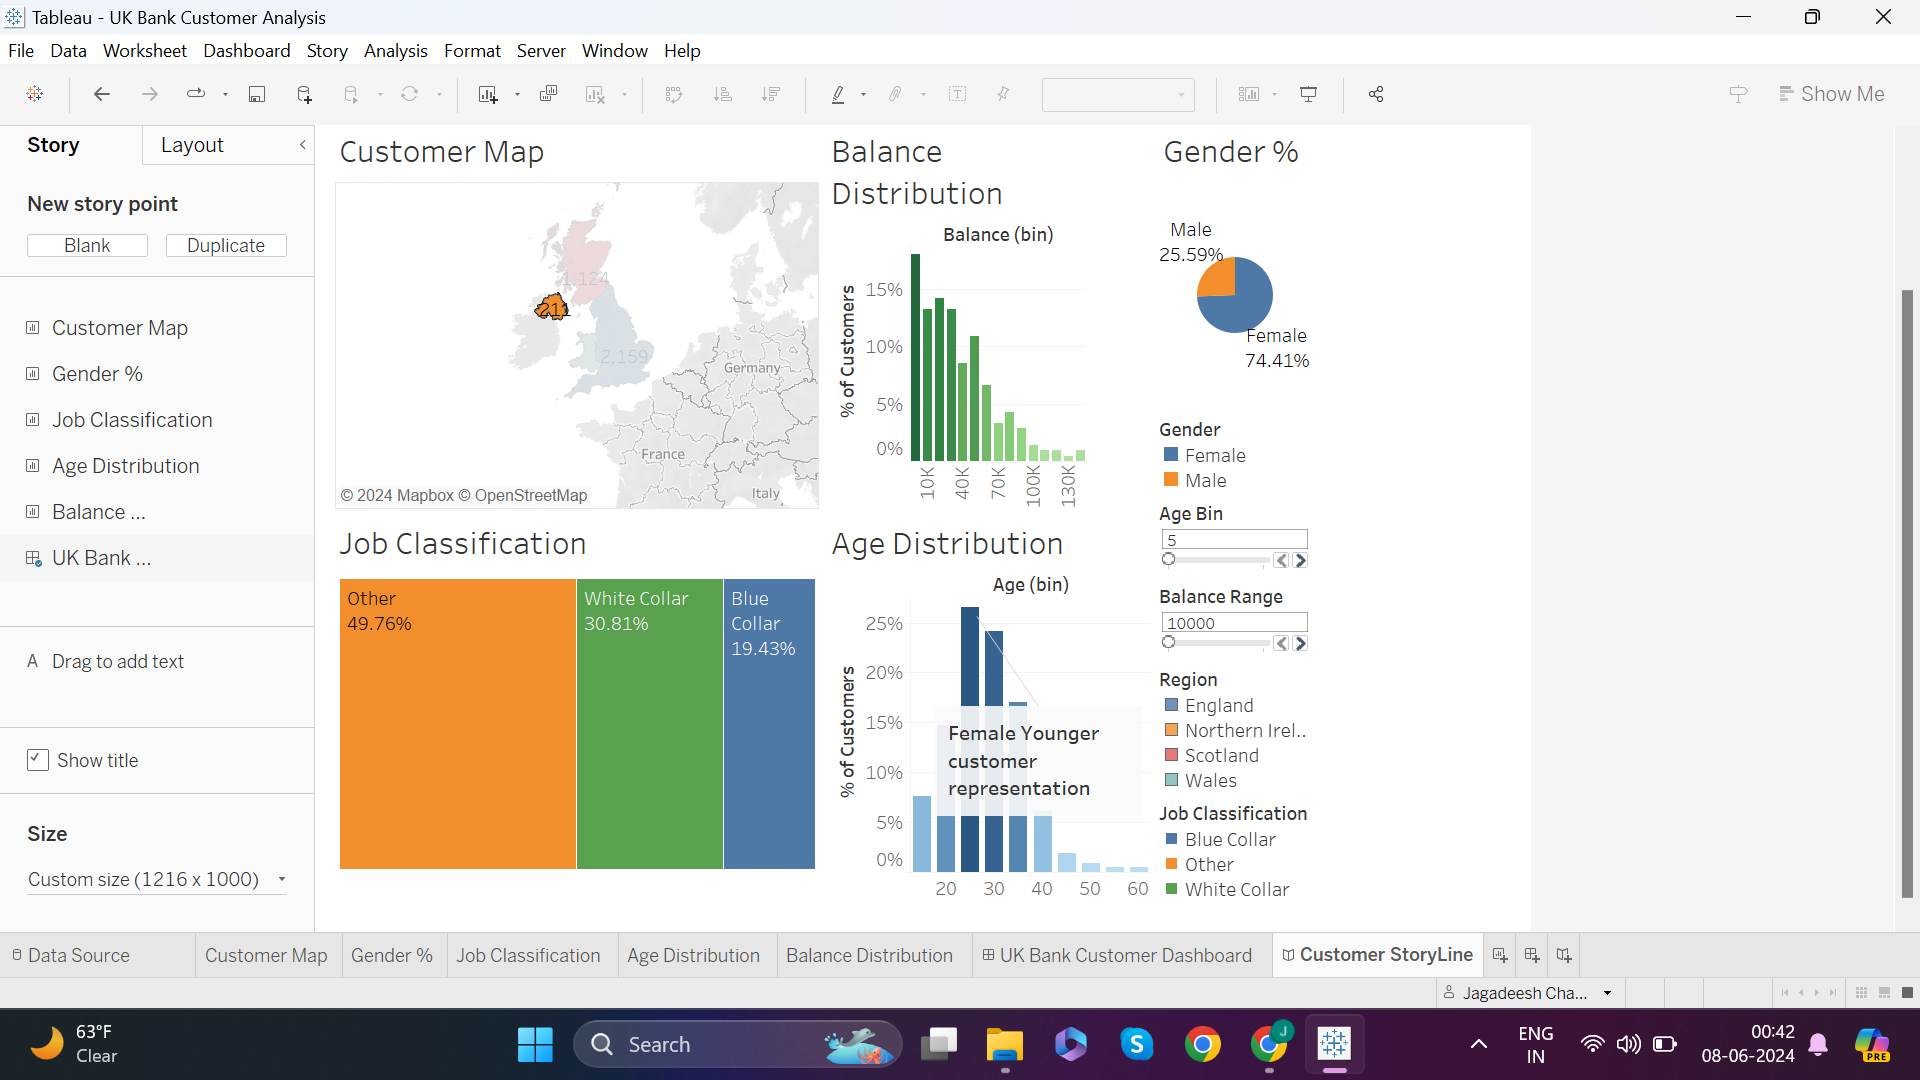 Tableau - UK Bank Customer Analysis
File Data Worksheet Dashboard Story Analysis Format Server Window Help
Show Me
Story
Layout
New story point
Blank
Duplicate
Customer Map
Gender %
Job Classification
Age Distribution
Balance ...
UK Bank ...
A Drag to add text
Show title
Size
Custom size (1216 x 1000)
Customer Map
1,124
211
2,159
Germany
France
Italy
© 2024 Mapbox © OpenStreetMap
Balance
Distribution
Balance (bin)
% of Customers
15%
10%
5%
0%
10K
40K
70K
100K
130K
Gender %
Male
25.59%
Female
74.41%
Gender
Female
Male
Age Bin
5
Balance Range
10000
Region
England
Northern Irel..
Scotland
Wales
Job Classification
Blue Collar
Other
White Collar
Job Classification
Other
49.76%
White Collar
30.81%
Blue
Collar
19.43%
Age Distribution
Age (bin)
% of Customers
25%
20%
15%
10%
5%
0%
20
30
40
50
60
Female Younger
customer
representation
Data Source
Customer Map
Gender %
Job Classification
Age Distribution
Balance Distribution
UK Bank Customer Dashboard
Customer StoryLine
Jagadeesh Cha...
63°F
Clear
Search
S
J
ENG
IN
00:42
08-06-2024
PRE